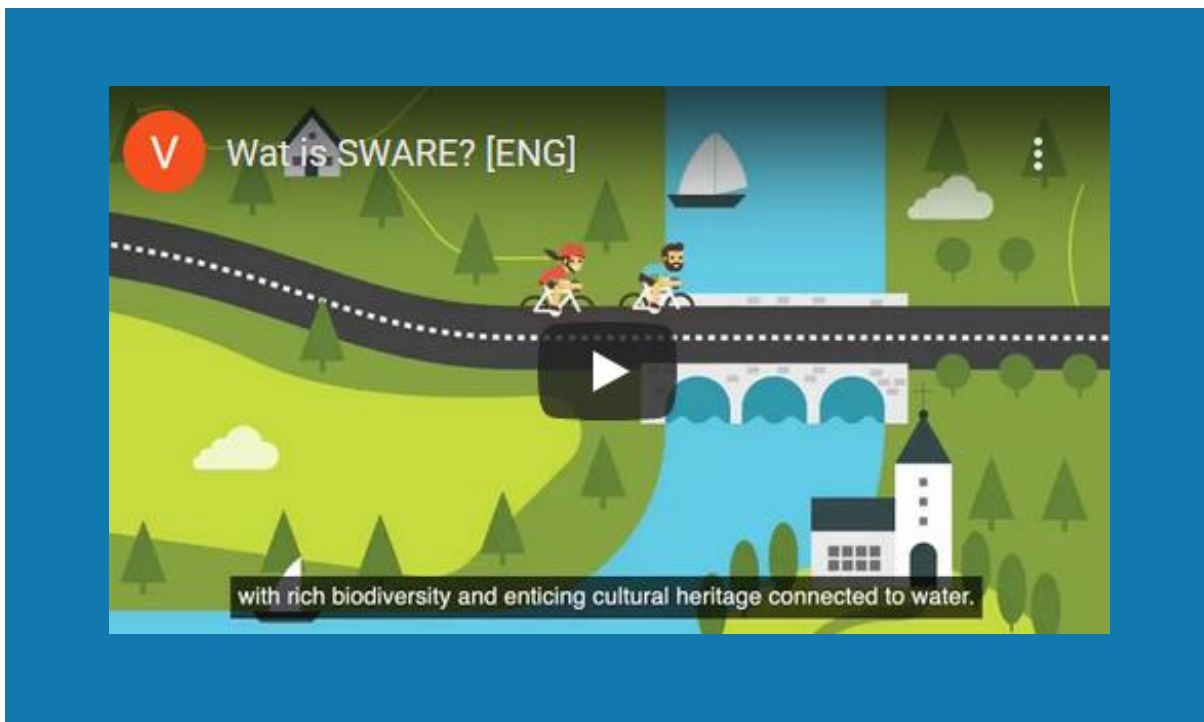 V
Wat is SWARE? [ENG]
with rich biodiversity and enticing cultural heritage connected to water.